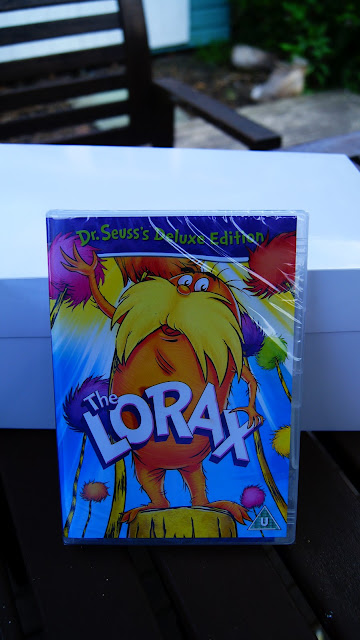 Dr. Seuss's Deluxe Edition!
The
LORAX
U